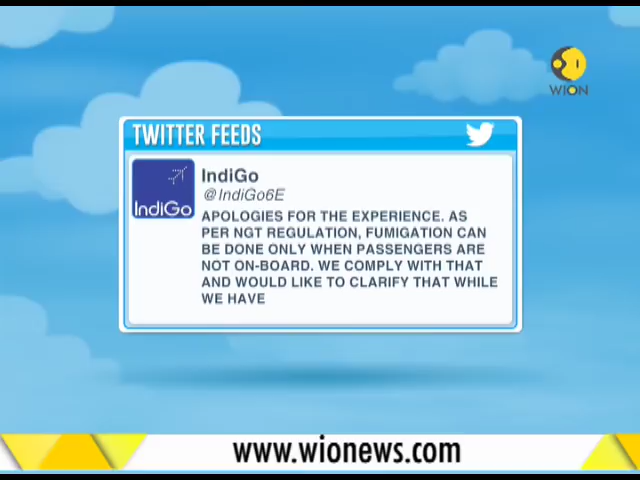 WION
TWITTER FEEDS
IndiGo
IndiGo
@IndiGo6E
APOLOGIES FOR THE EXPERIENCE. AS
PER NGT REGULATION, FUMIGATION CAN
BE DONE ONLY WHEN PASSENGERS ARE
NOT ON-BOARD. WE COMPLY WITH THAT
AND WOULD LIKE TO CLARIFY THAT WHILE
WE HAVE
www.wionews.com